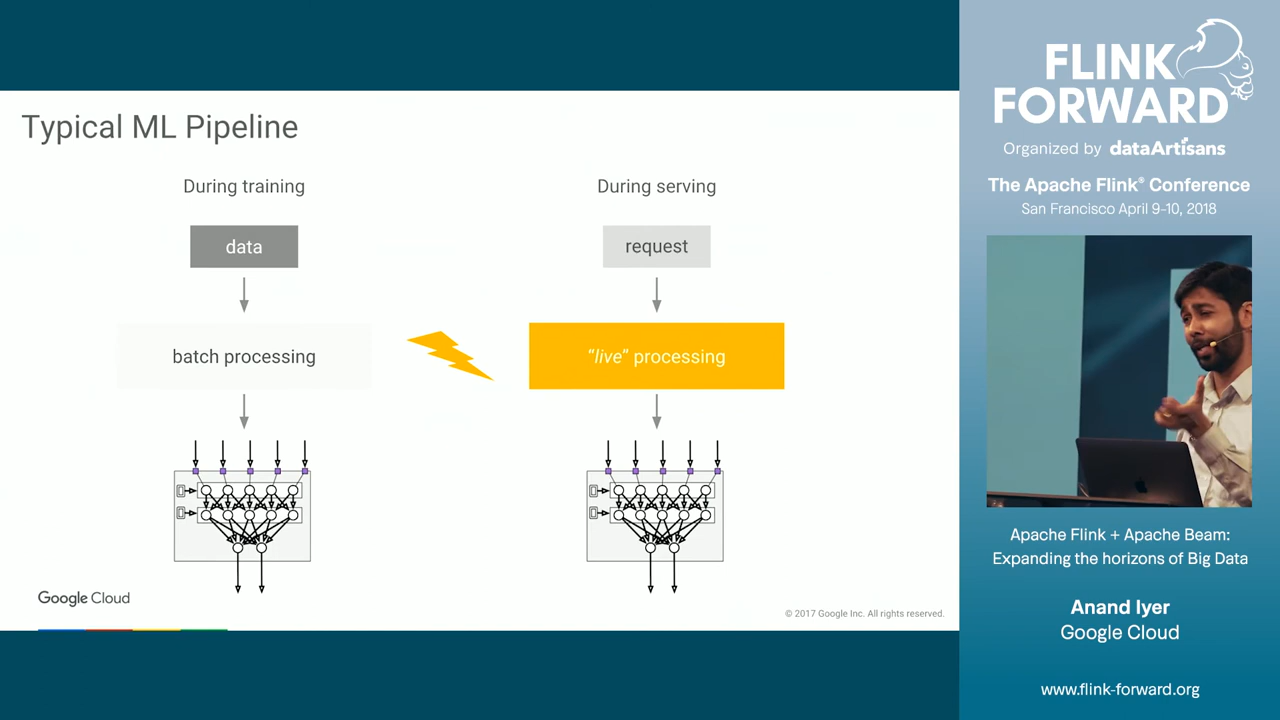 Typical ML Pipeline
During training
During serving
data
request
batch processing
“live” processing
Google Cloud
© 2017 Google Inc. All rights reserved.
FLINK
FORWARD
Organized by dataArtisans
The Apache Flink® Conference
San Francisco April 9-10, 2018
Apache Flink + Apache Beam:
Expanding the horizons of Big Data
Anand Iyer
Google Cloud
www.flink-forward.org